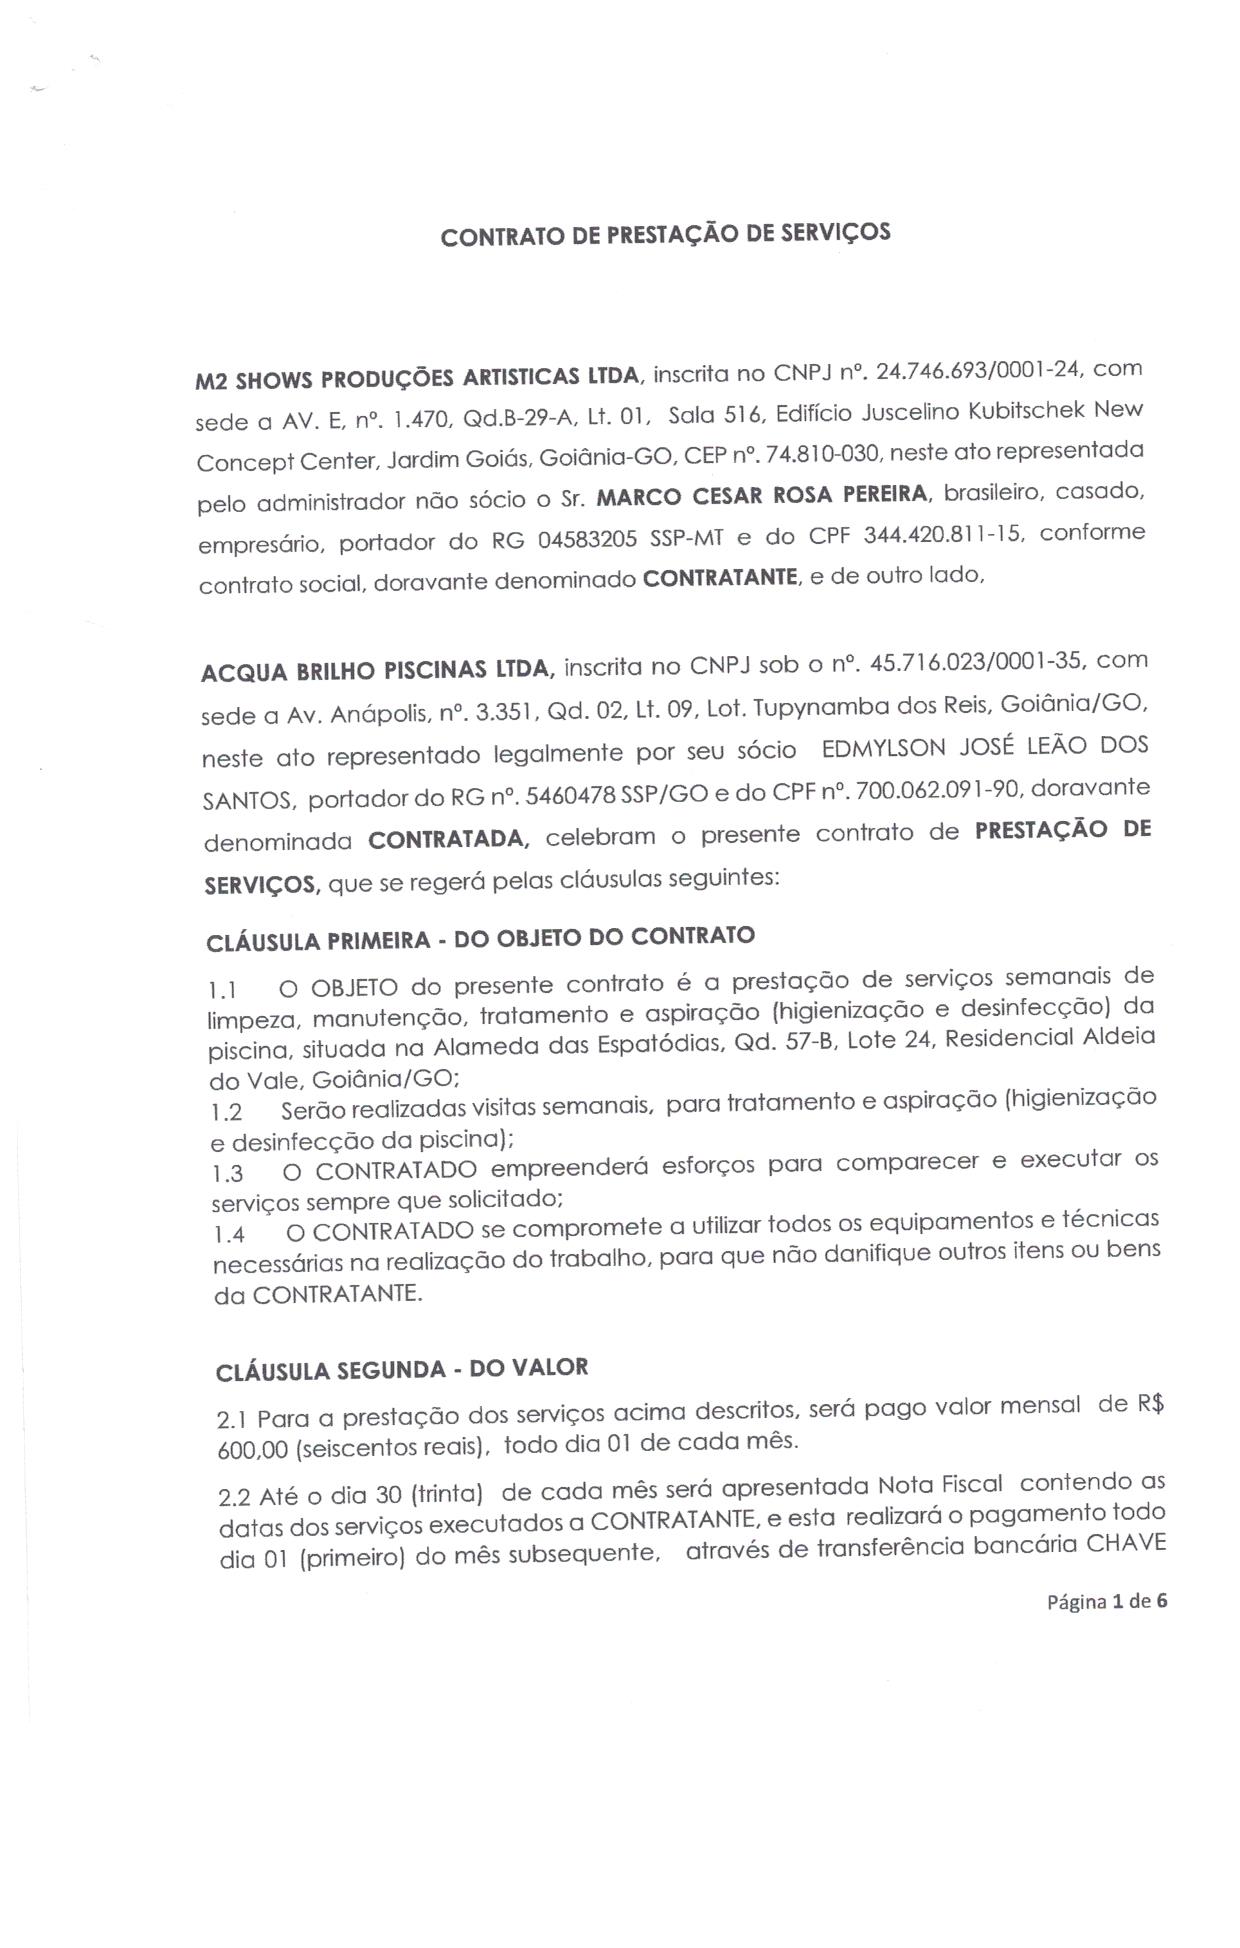 CONTRATO DE PRESTAÇÃO DE SERVIÇOS
M2 SHOWS PRODUÇÕES ARTISTICAS LTDA, inscrita no CNPJ nº. 24.746.693/0001-24, com
sede a AV. E, nº. 1.470, Qd.B-29-A, Lt. 01, Sala 516, Edifício Juscelino Kubitschek New
Concept Center, Jardim Goiás, Goiânia-GO, CEP nº. 74.810-030, neste ato representada
pelo administrador não sócio o Sr. MARCO CESAR ROSA PEREIRA, brasileiro, casado,
empresário, portador do RG 04583205 SSP-MT e do CPF 344.420.811-15, conforme
contrato social, doravante denominado CONTRATANTE, e de outro lado,
ACQUA BRILHO PISCINAS LTDA, inscrita no CNPJ sob o nº. 45.716.023/0001-35, com
sede a Av. Anápolis, nº. 3.351, Qd. 02, Lt. 09, Lot. Tupynamba dos Reis, Goiânia/GO,
neste ato representado legalmente por seu sócio EDMYLSON JOSÉ LEÃO DOS
SANTOS, portador do RG nº. 5460478 SSP/GO e do CPF nº. 700.062.091-90, doravante
denominada CONTRATADA, celebram o presente contrato de PRESTAÇÃO DE
SERVIÇOS, que se regerá pelas cláusulas seguintes:
CLÁUSULA PRIMEIRA - DO OBJETO DO CONTRATO
1.1 O OBJETO do presente contrato é a prestação de serviços semanais de
limpeza, manutenção, tratamento e aspiração (higienização e desinfecção) da
piscina, situada na Alameda das Espatódias, Qd. 57-B, Lote 24, Residencial Aldeia
do Vale, Goiânia/GO;
1.2 Serão realizadas visitas semanais, para tratamento e aspiração (higienização
e desinfecção da piscina);
1.3 O CONTRATADO empreenderá esforços para comparecer e executar os
serviços sempre que solicitado;
1.4 O CONTRATADO se compromete a utilizar todos os equipamentos e técnicas
necessárias na realização do trabalho, para que não danifique outros itens ou bens
da CONTRATANTE.
CLÁUSULA SEGUNDA - DO VALOR
2.1 Para a prestação dos serviços acima descritos, será pago valor mensal de R$
600,00 (seiscentos reais), todo dia 01 de cada mês.
2.2 Até o dia 30 (trinta) de cada mês será apresentada Nota Fiscal contendo as
datas dos serviços executados a CONTRATANTE, e esta realizará o pagamento todo
dia 01 (primeiro) do mês subsequente, através de transferência bancária CHAVE
Página 1 de 6